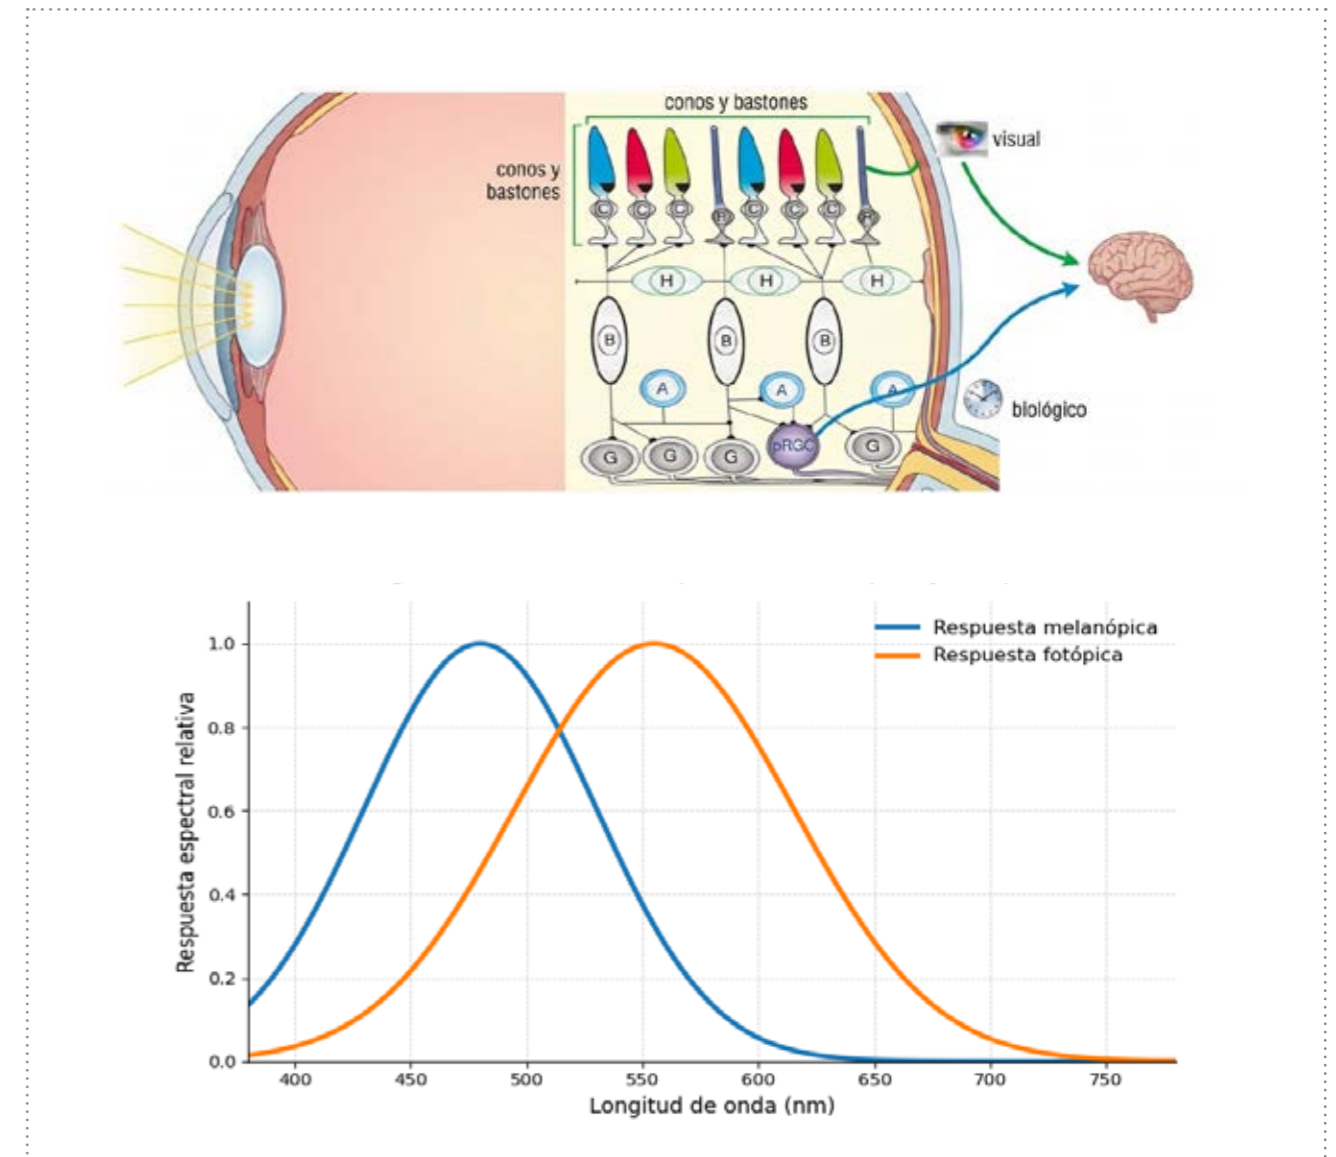 conos y bastones
conos y
bastones
C C C R C C C R
H H H
B B B
A A A
G G G pRGC G
visual
biológico
Respuesta melanópica
Respuesta fotópica
Respuesta espectral relativa
1.0
0.8
0.6
0.4
0.2
0.0
400 450 500 550 600 650 700 750
Longitud de onda (nm)